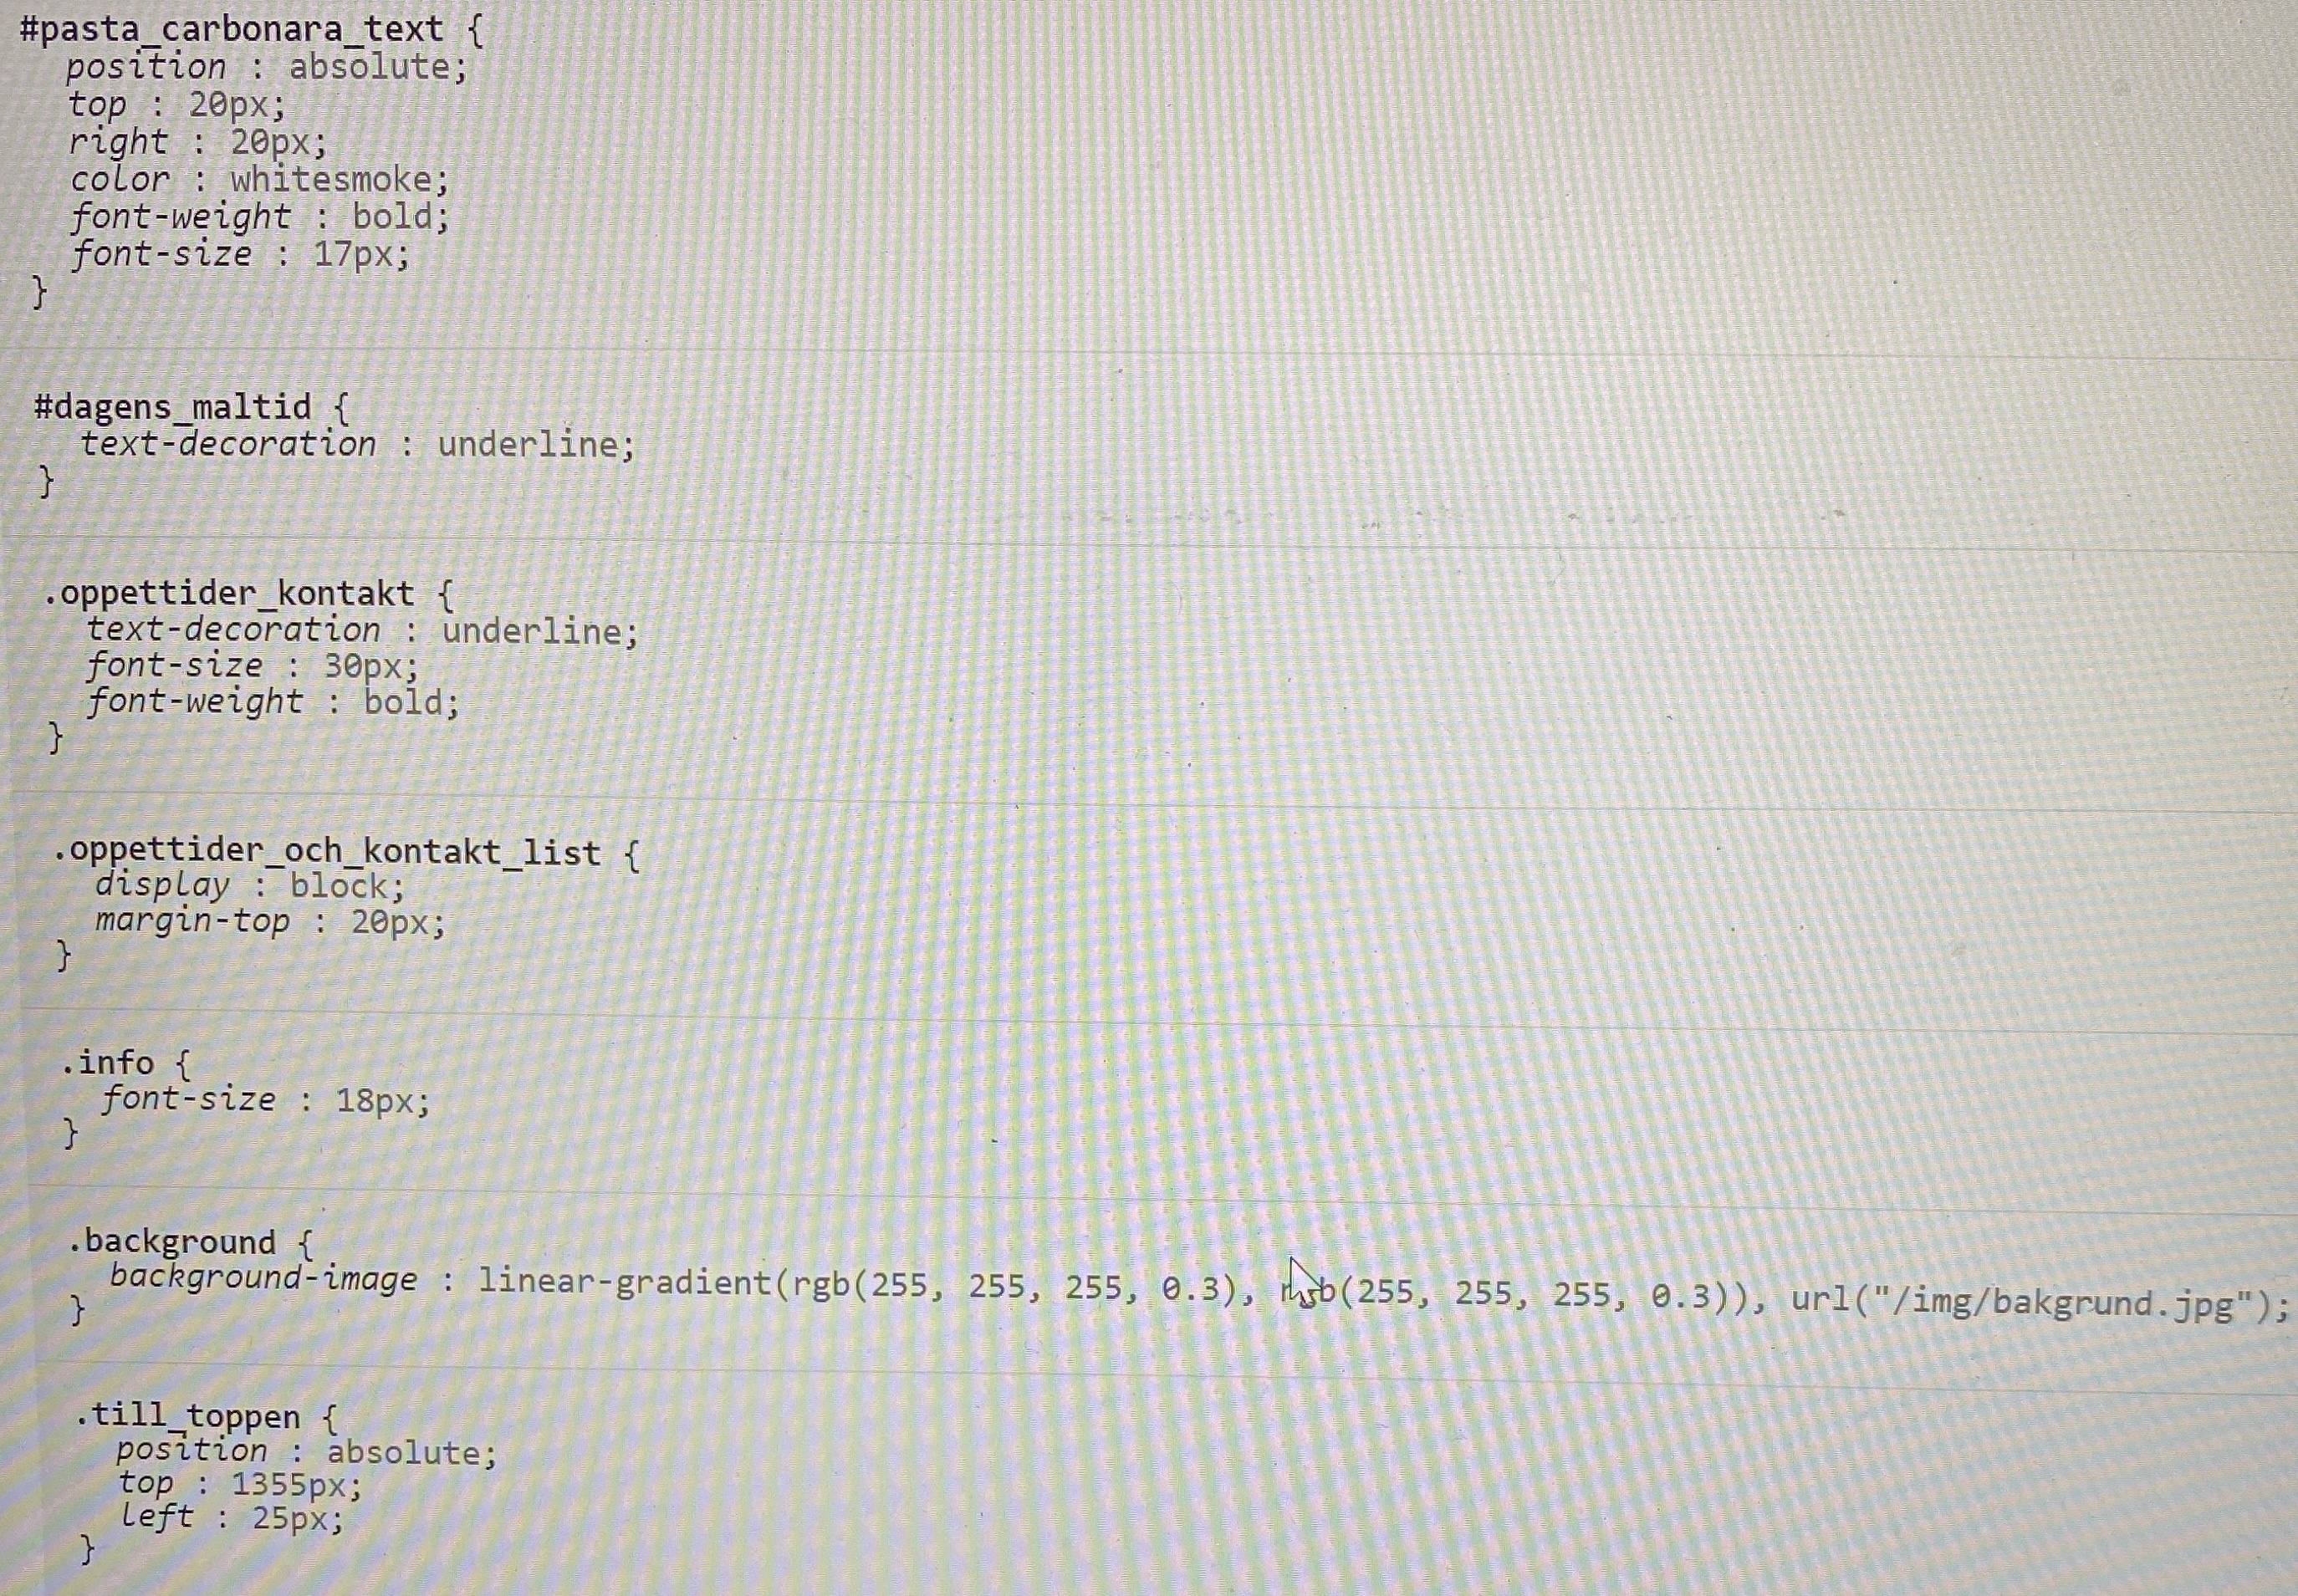 #pasta_carbonara_text {
position : absolute;
top : 20px;
right : 20px;
color : whitesmoke;
font-weight : bold;
font-size : 17px;
}
#dagens_maltid {
text-decoration : underline;
}
.oppettider_kontakt {
text-decoration : underline;
font-size : 30px;
font-weight : bold;
}
.oppettider_och_kontakt_list {
display : block;
margin-top : 20px;
}
.info {
font-size : 18px;
}
.background {
background-image : linear-gradient(rgb(255, 255, 255, 0.3), rgb(255, 255, 255, 0.3)), url("/img/bakgrund.jpg");
}
.till_toppen {
position : absolute;
top : 1355px;
left : 25px;
}